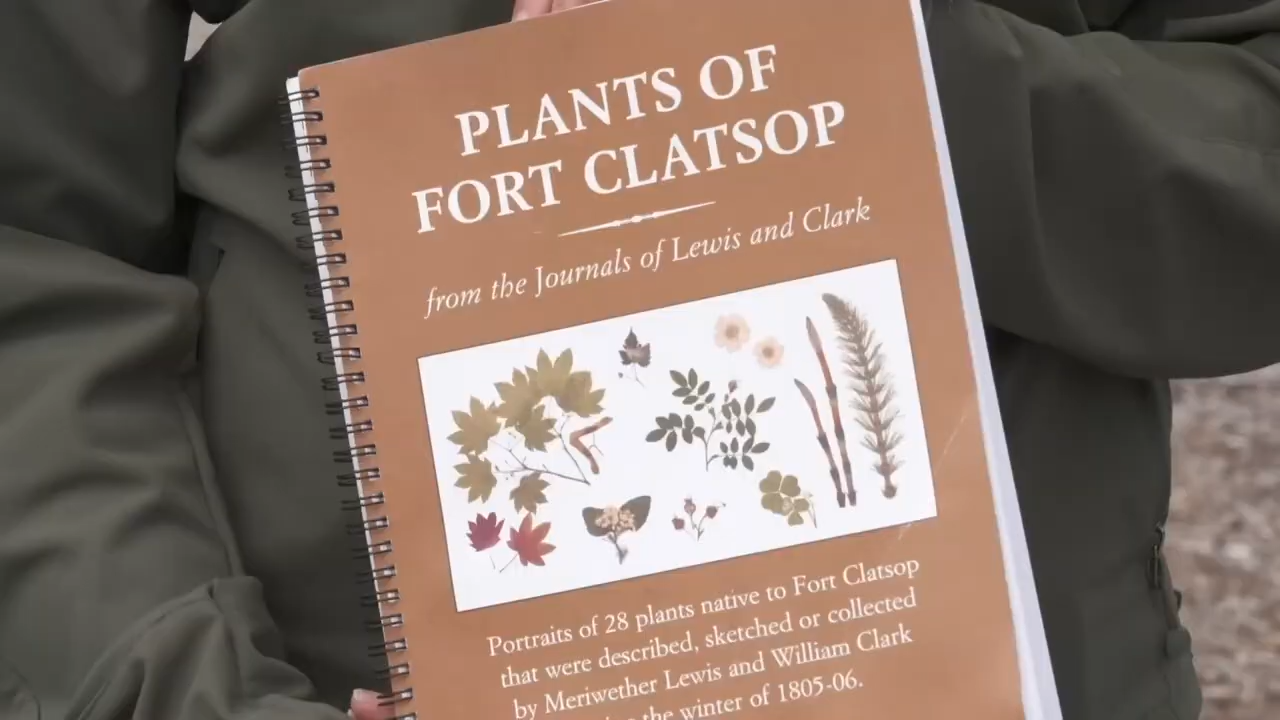 PLANTS OF
FORT CLATSOP
from the Journals of Lewis and Clark
Portraits of 28 plants native to Fort Clatsop
that were described, sketched or collected
by Meriwether Lewis and William Clark
the winter of 1805-06.